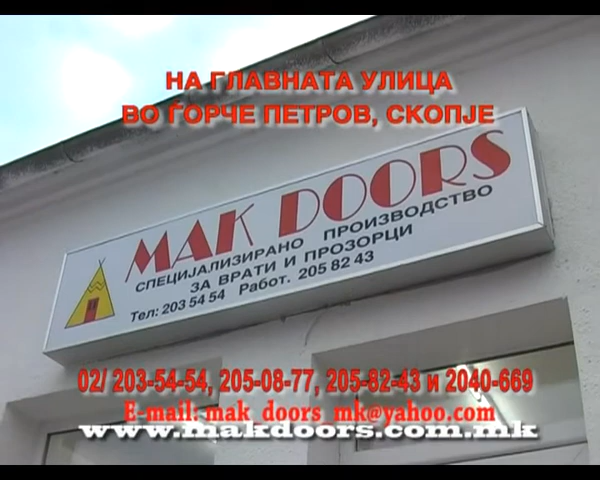 НА ГЛАВНАТА УЛИЦА
ВО ЃОРЧЕ ПЕТРОВ, СКОПЈЕ
MAK DOORS
СПЕЦИЈАЛИЗИРАНО ПРОИЗВОДСТВО
ЗА ВРАТИ И ПРОЗОРЦИ
Тел: 203 54 54 Работ. 205 82 43
02/ 203-54-54, 205-08-77, 205-82-43 и 2040-669
E-mail: mak_doors_mk@yahoo.com
www.makdoors.com.mk